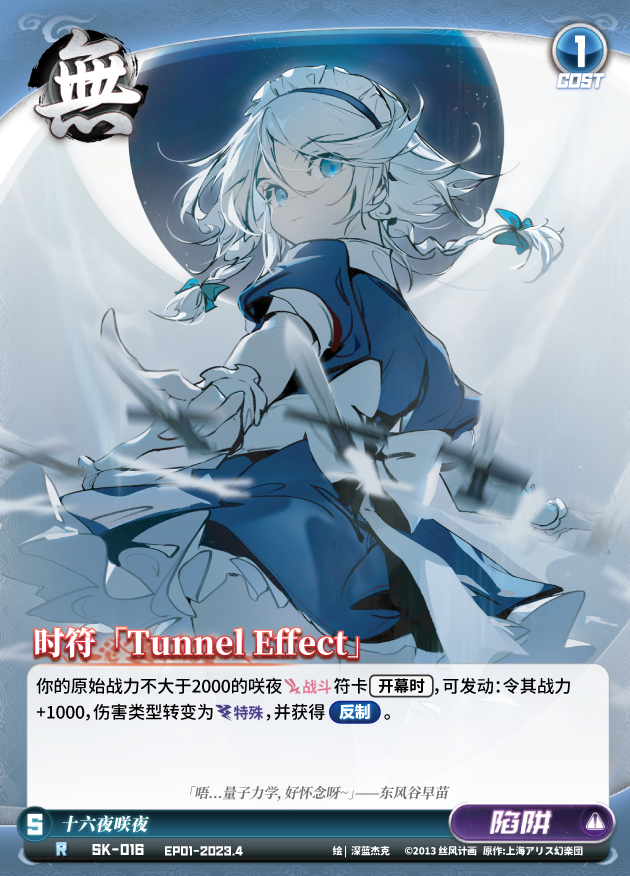 無
1
COST
时符「Tunnel Effect」
你的原始战力不大于2000的咲夜战斗符卡 开幕时，可发动：令其战力
+1000，伤害类型转变为特殊，并获得 反制 。
「唔…量子力学, 好怀念呀~」——东风谷早苗
S 十六夜咲夜
陷阱
R SK-016 EP01-2023.4 绘| 深蓝杰克 ©2013 丝风计画 原作:上海アリス幻楽団